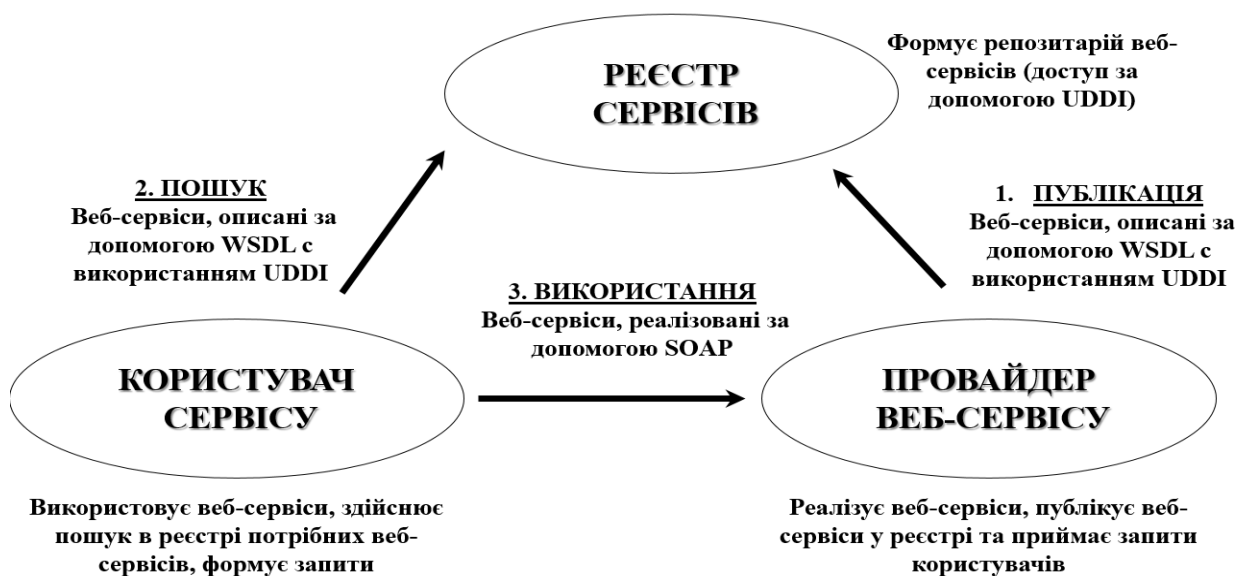 РЕЄСТР
СЕРВІСІВ
Формує репозитарій веб-
сервісів (доступ за
допомогою UDDI)
2. ПОШУК
Веб-сервіси, описані за
допомогою WSDL с
використанням UDDI
1. ПУБЛІКАЦІЯ
Веб-сервіси, описані за
допомогою WSDL с
використанням UDDI
3. ВИКОРИСТАННЯ
Веб-сервіси, реалізовані за
допомогою SOAP
КОРИСТУВАЧ
СЕРВІСУ
ПРОВАЙДЕР
ВЕБ-СЕРВІСУ
Використовує веб-сервіси, здійснює
пошук в реєстрі потрібних веб-
сервісів, формує запити
Реалізує веб-сервіси, публікує веб-
сервіси у реєстрі та приймає запити
користувачів